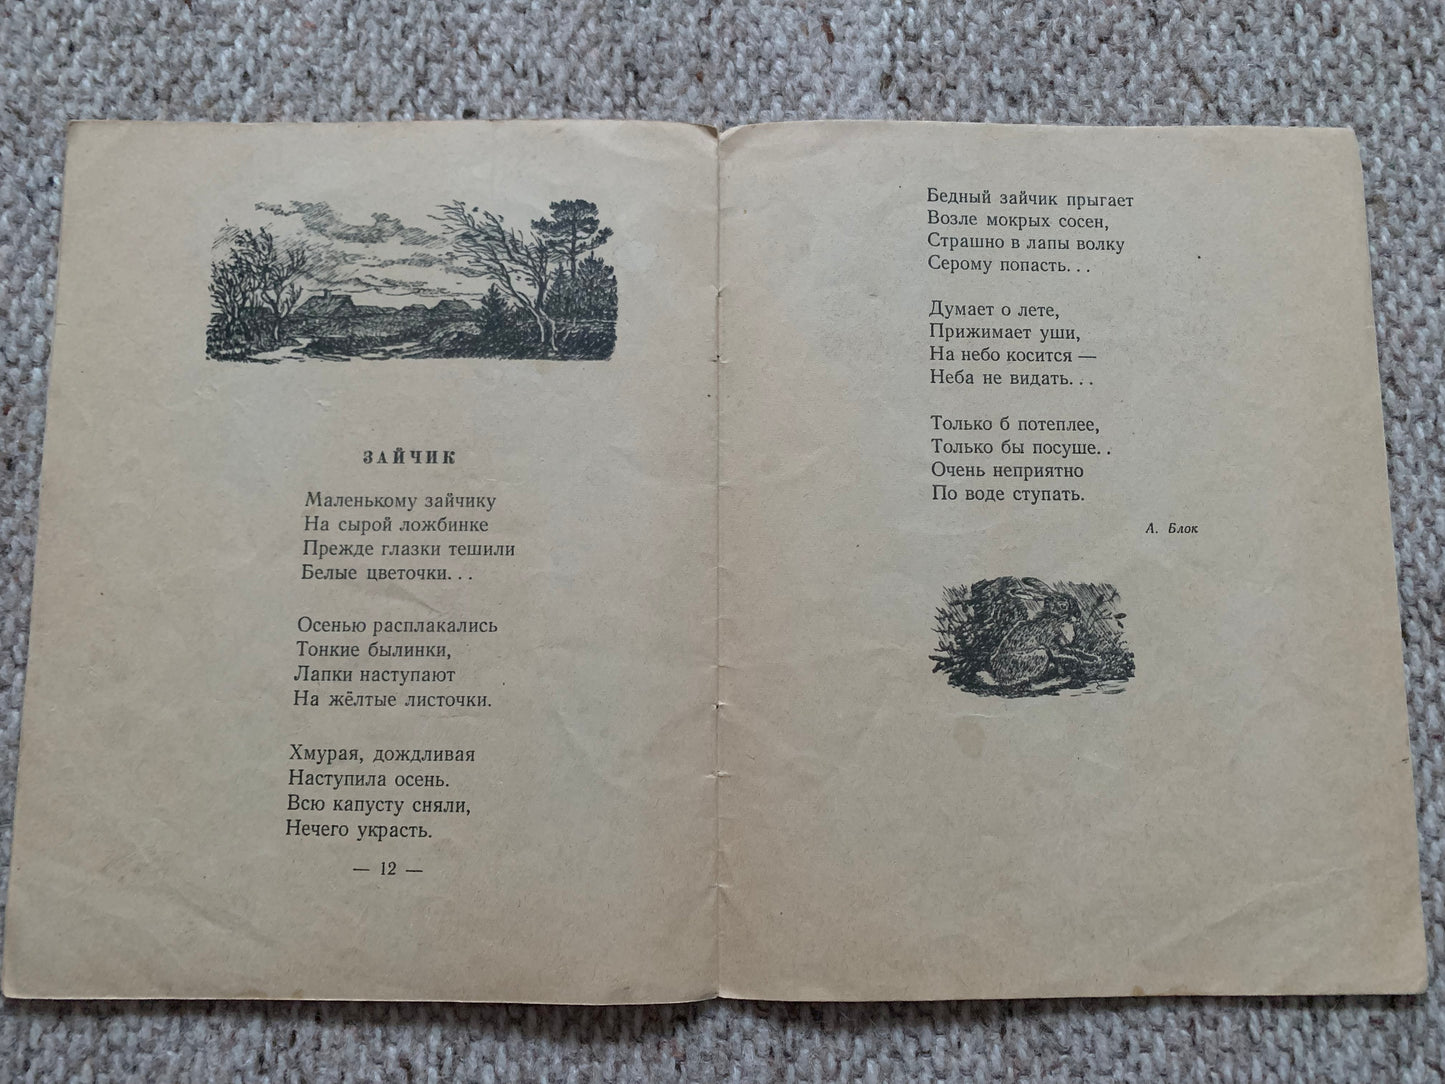 ЗАЙЧИК
Маленькому зайчику
На сырой ложбинке
Прежде глазки тешили
Белые цветочки...
Осенью расплакались
Тонкие былинки,
Лапки наступают
На жёлтые листочки.
Хмурая, дождливая
Наступила осень.
Всю капусту сняли,
Нечего украсть.
— 12 —
Бедный зайчик прыгает
Возле мокрых сосен,
Страшно в лапы волку
Серому попасть...
Думает о лете,
Прижимает уши,
На небо косится —
Неба не видать...
Только б потеплее,
Только бы посуше..
Очень неприятно
По воде ступать.
А. Блок